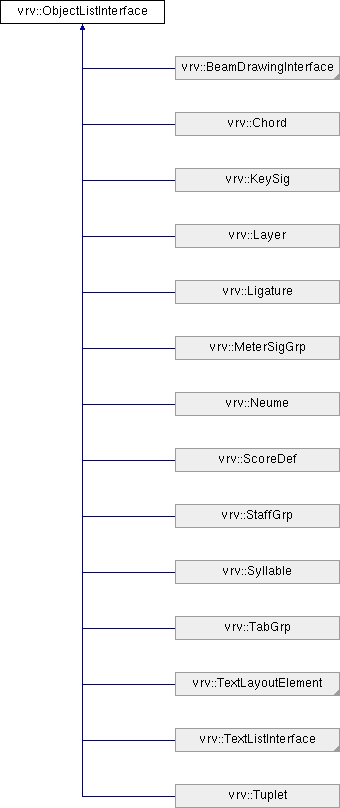 vrv::ObjectListInterface
vrv::BeamDrawingInterface
vrv::Chord
vrv::KeySig
vrv::Layer
vrv::Ligature
vrv::MeterSigGrp
vrv::Neume
vrv::ScoreDef
vrv::StaffGrp
vrv::Syllable
vrv::TabGrp
vrv::TextLayoutElement
vrv::TextListInterface
vrv::Tuplet